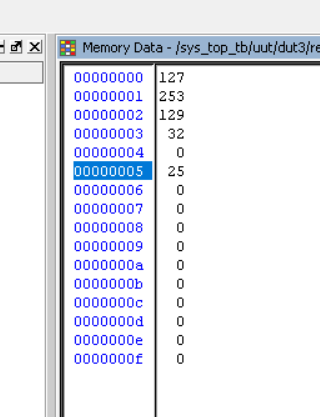 Memory Data - /sys_top_tb/uut/dut3/re
00000000 127
00000001 253
00000002 129
00000003 32
00000004 0
00000005 25
00000006 0
00000007 0
00000008 0
00000009 0
0000000a 0
0000000b 0
0000000c 0
0000000d 0
0000000e 0
0000000f 0